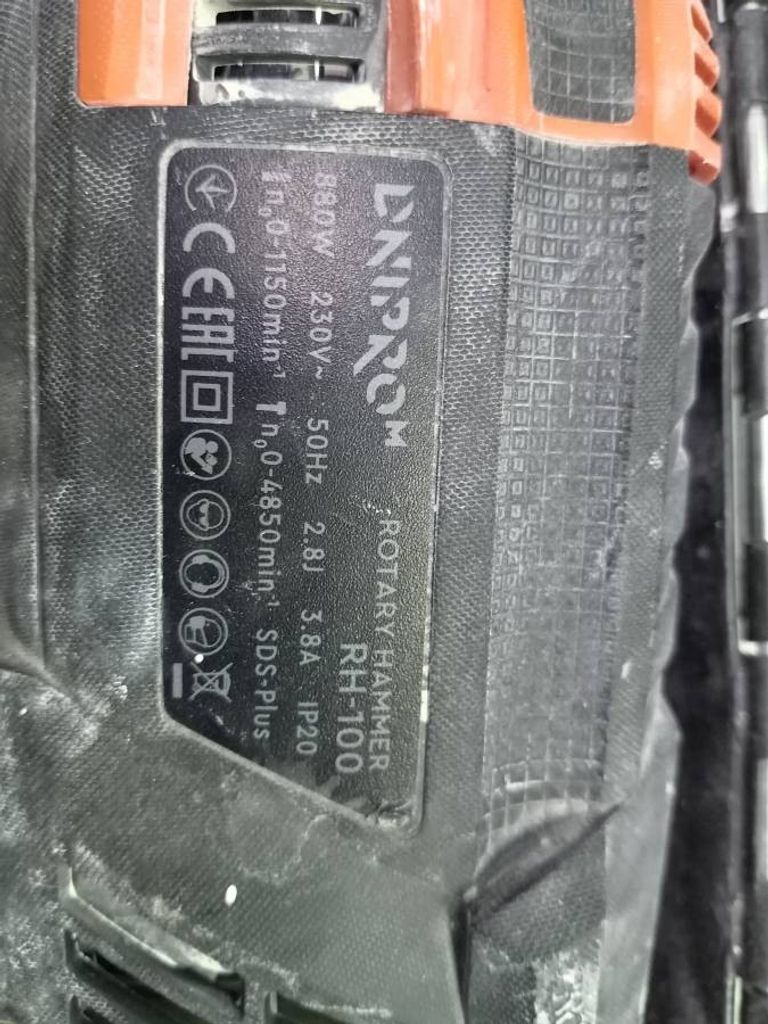 DNIPRO-M ROTARY HAMMER
RH-100
880W 230V~ 50Hz 2.8J 3.8A IP20
n₀0-1150min⁻¹ n₀0-4850min⁻¹ SDS-Plus
CE EAC